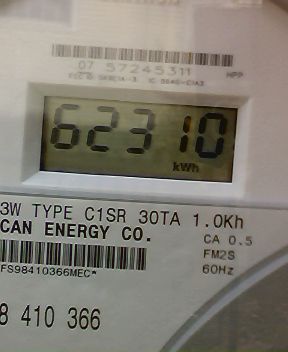 07 57245311 HPP
62310
kWh
3W TYPE C1SR 30TA 1.0Kh
CAN ENERGY CO.
CA 0.5
FM2S
FS98410366MEC*
60Hz
8 410 366